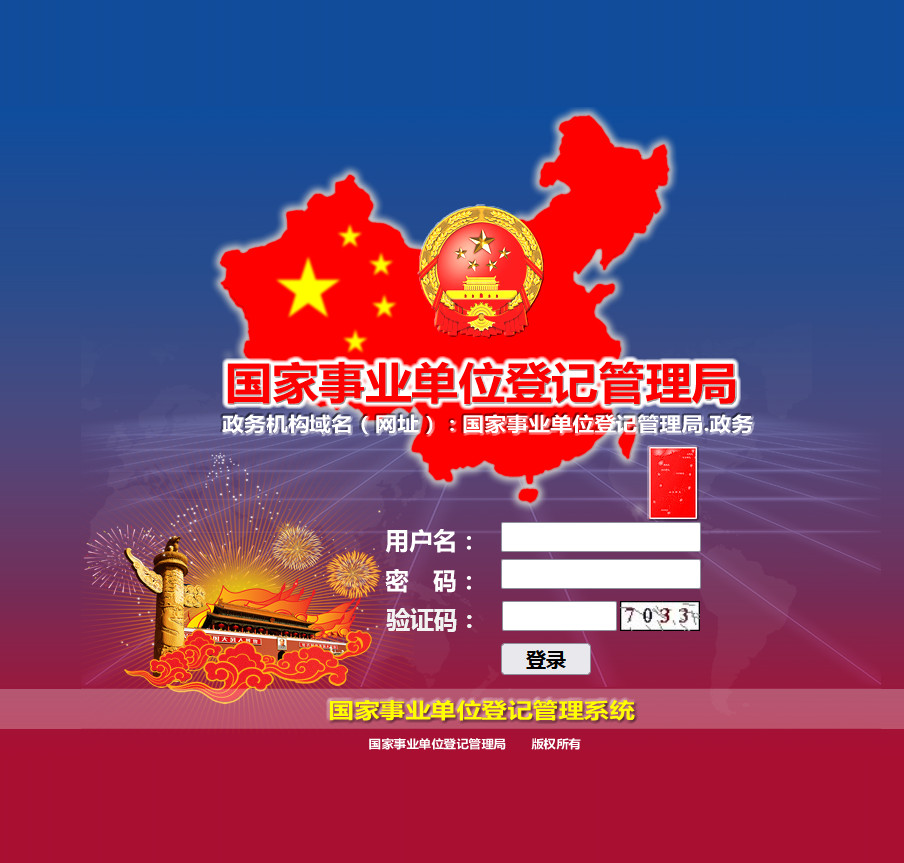 国家事业单位登记管理局
政务机构域名（网址）：国家事业单位登记管理局.政务
用户名：
密 码：
验证码： 7033
登录
国家事业单位登记管理系统
国家事业单位登记管理局 版权所有